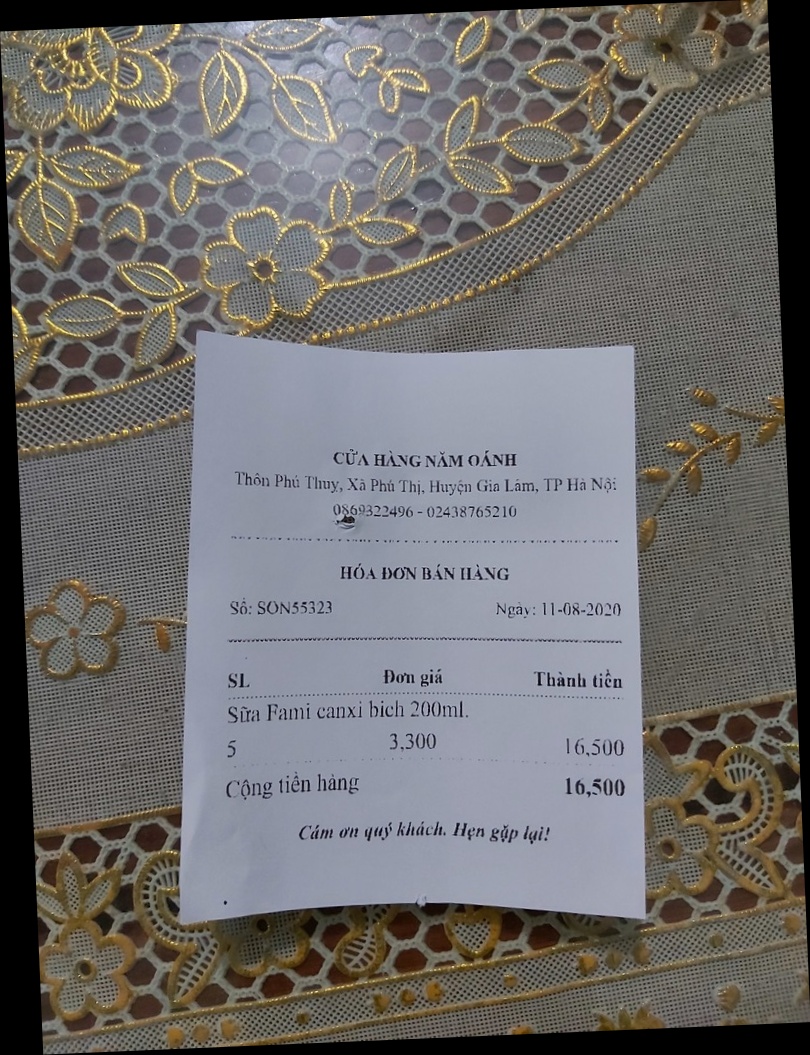 CỬA HÀNG NĂM OÁNH
Thôn Phú Thuỵ, Xã Phú Thị, Huyện Gia Lâm, TP Hà Nội
0869322496 - 02438765210
HÓA ĐƠN BÁN HÀNG
Số: SON55323 Ngày: 11-08-2020
SL Đơn giá Thành tiền
Sữa Fami canxi bich 200ml.
5 3,300 16,500
Cộng tiền hàng 16,500
Cám ơn quý khách. Hẹn gặp lại!